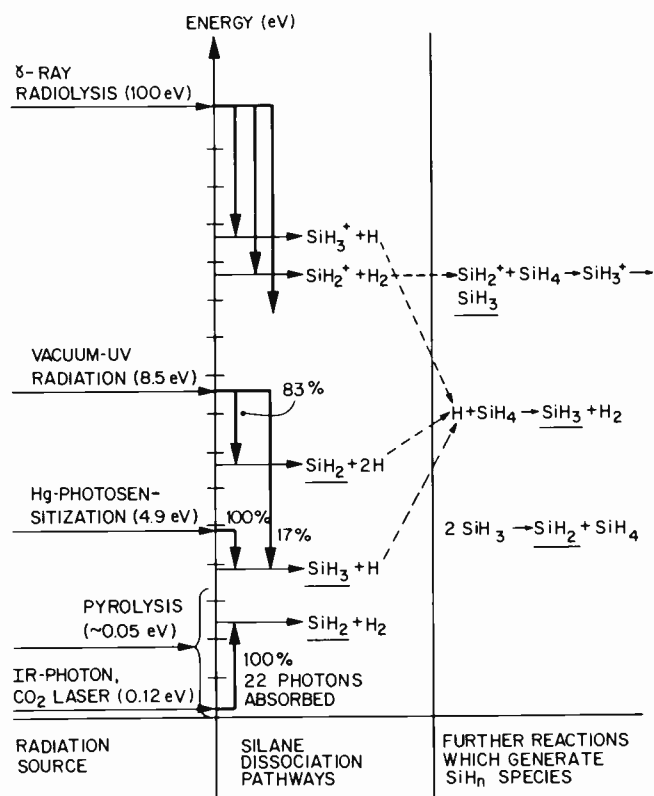 ENERGY (eV)
ɣ-RAY
RADIOLYSIS (100 eV)
SiH₃⁺ + H
SiH₂⁺ + H₂
SiH₂⁺ + SiH₄ → SiH₃⁺ →
SiH₃
VACUUM-UV
RADIATION (8.5 eV)
83%
H + SiH₄ → SiH₃ + H₂
SiH₂ + 2H
Hg-PHOTOSEN-
SITIZATION (4.9 eV)
100%
17%
2 SiH₃ → SiH₂ + SiH₄
SiH₃ + H
PYROLYSIS
(~0.05 eV)
SiH₂ + H₂
IR-PHOTON,
CO₂ LASER (0.12 eV)
100%
22 PHOTONS
ABSORBED
RADIATION
SOURCE
SILANE
DISSOCIATION
PATHWAYS
FURTHER REACTIONS
WHICH GENERATE
SiHₙ SPECIES